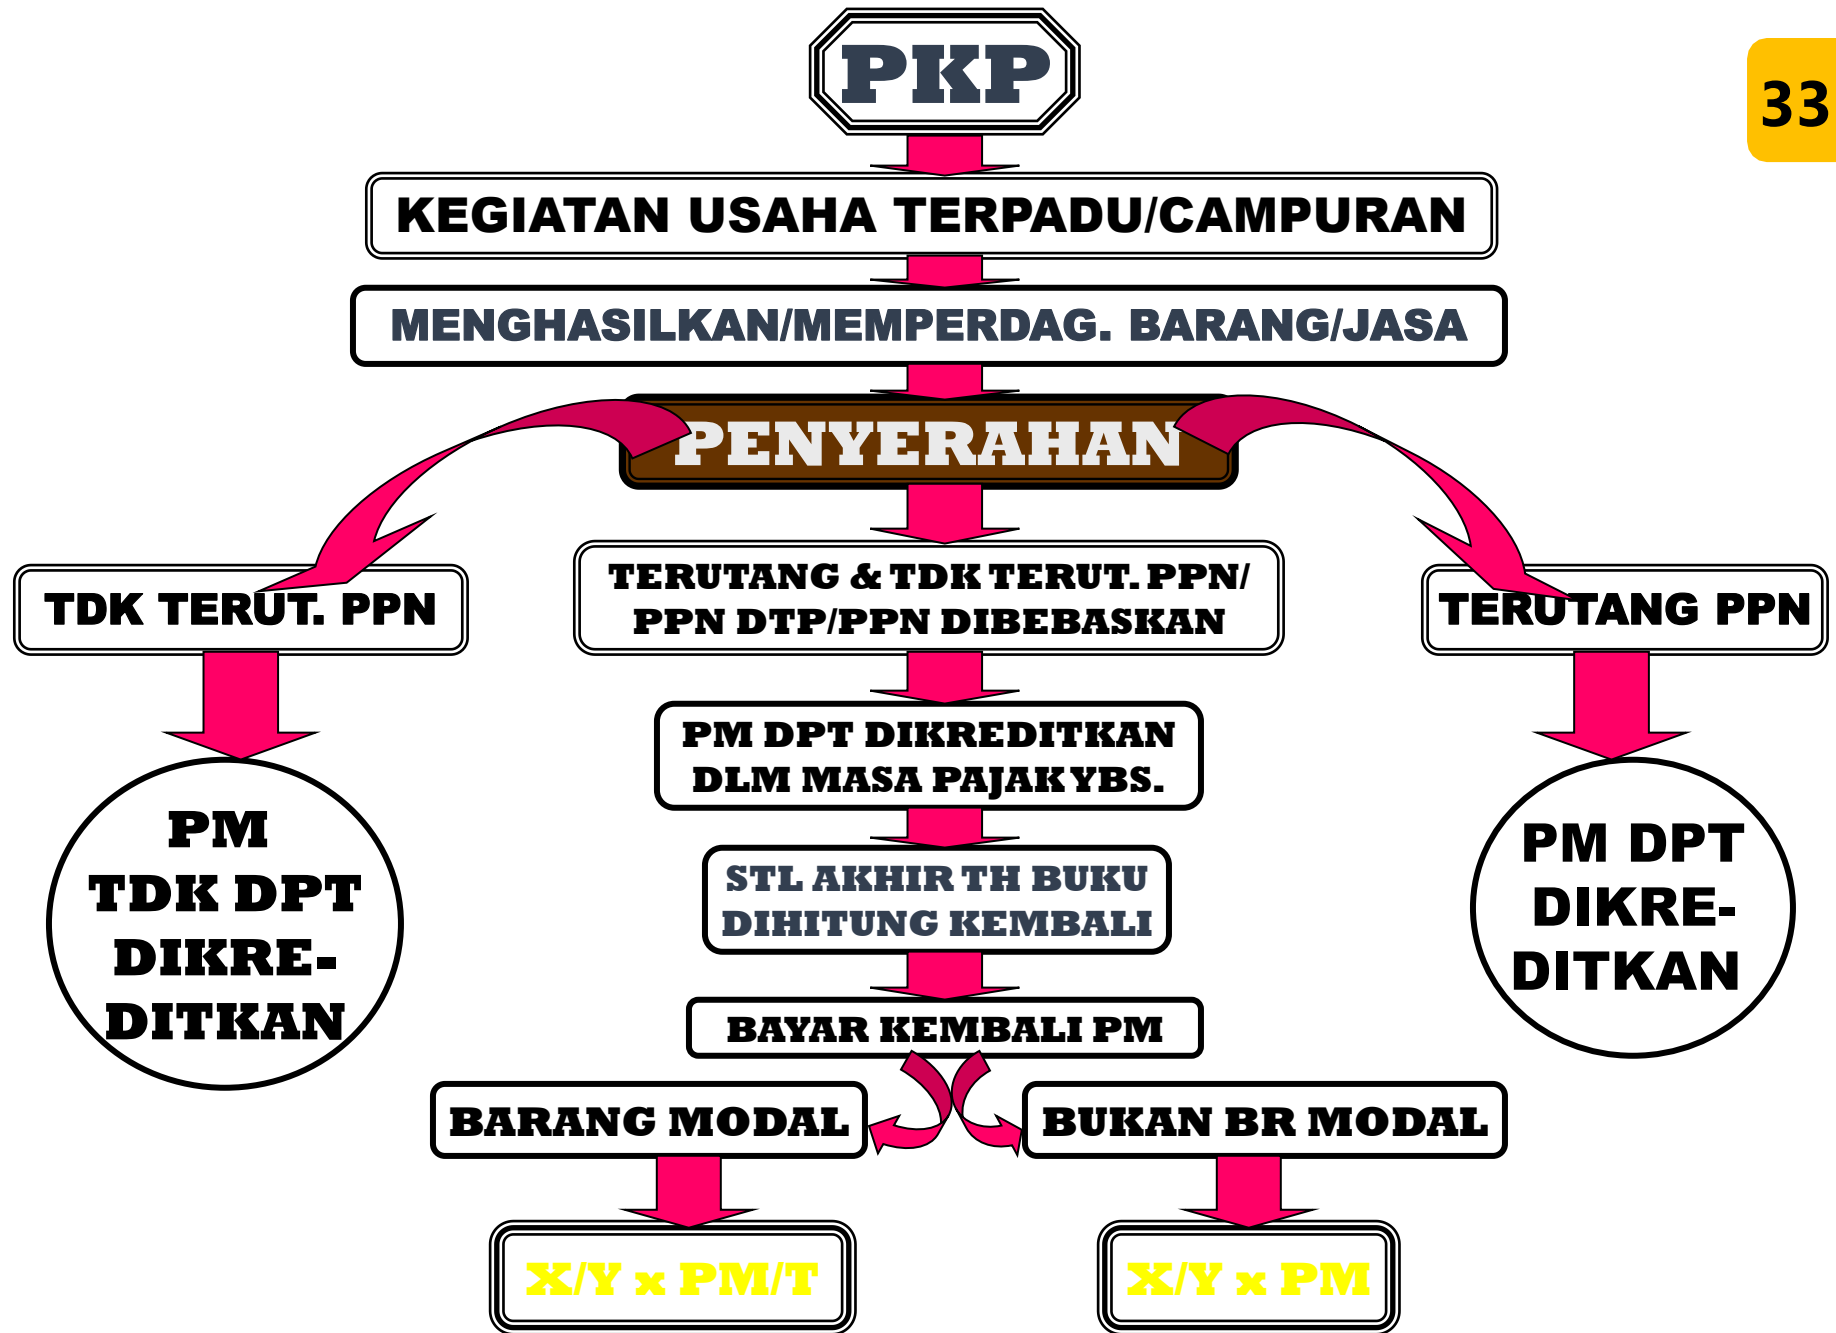 PKP
33
KEGIATAN USAHA TERPADU/CAMPURAN
MENGHASILKAN/MEMPERDAG. BARANG/JASA
PENYERAHAN
TDK TERUT. PPN
TERUTANG & TDK TERUT. PPN/
PPN DTP/PPN DIBEBASKAN
TERUTANG PPN
PM DPT DIKREDITKAN
DLM MASA PAJAK YBS.
PM
TDK DPT
DIKRE-
DITKAN
STL AKHIR TH BUKU
DIHITUNG KEMBALI
PM DPT
DIKRE-
DITKAN
BAYAR KEMBALI PM
BARANG MODAL
BUKAN BR MODAL
X/Y x PM/T
X/Y x PM